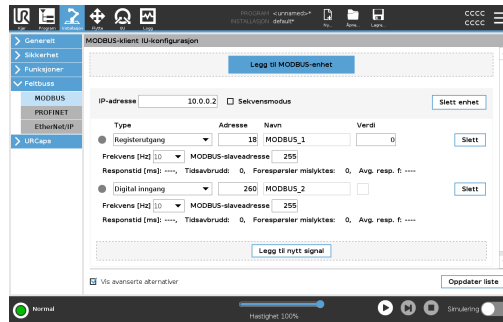 PROGRAM <unnamed>*
INSTALLASJON default*
CCCC
CCCC
Kjør Program Installasjon Flytte I/U Logg Ny... Åpne... Lagre...
Generelt
Sikkerhet
Funksjoner
Feltbuss
MODBUS
PROFINET
EtherNet/IP
URCaps
MODBUS-klient IU-konfigurasjon
Legg til MODBUS-enhet
IP-adresse 10.0.0.2 Sekvensmodus Slett enhet
Type Adresse Navn Verdi
Registerutgang 18 MODBUS_1 0 Slett
Frekvens [Hz] 10 MODBUS-slaveadresse 255
Responstid [ms]: ----, Tidsavbrudd: 0, Forespørsler mislyktes: 0, Avg. resp. f: ----
Digital inngang 260 MODBUS_2 Slett
Frekvens [Hz] 10 MODBUS-slaveadresse 255
Responstid [ms]: ----, Tidsavbrudd: 0, Forespørsler mislyktes: 0, Avg. resp. f: ----
Legg til nytt signal
Vis avanserte alternativer Oppdater liste
Normal Hastighet 100% Simulering